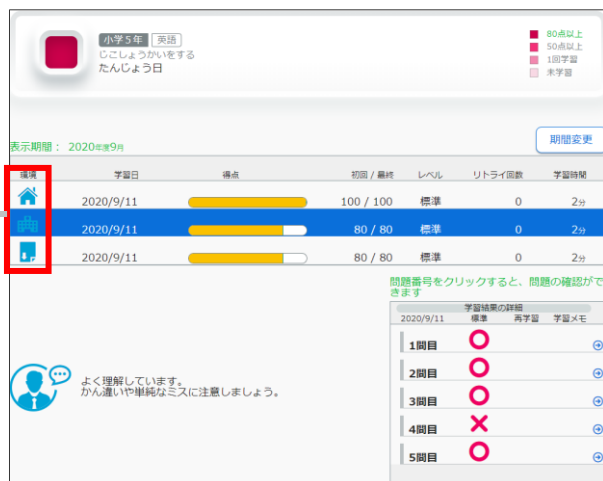 小学5年 英語
じこしょうかいをする
たんじょう日
80点以上
50点以上
1回学習
未学習
表示期間： 2020年度9月
期間変更
環境 学習日 得点 初回 / 最終 レベル リトライ回数 学習時間
2020/9/11 100 / 100 標準 0 2分
2020/9/11 80 / 80 標準 0 2分
2020/9/11 80 / 80 標準 0 2分
問題番号をクリックすると、問題の確認がで
きます
学習結果の詳細
2020/9/11 標準 再学習 学習メモ
1問目
2問目
3問目
4問目
5問目
よく理解しています。
かん違いや単純なミスに注意しましょう。